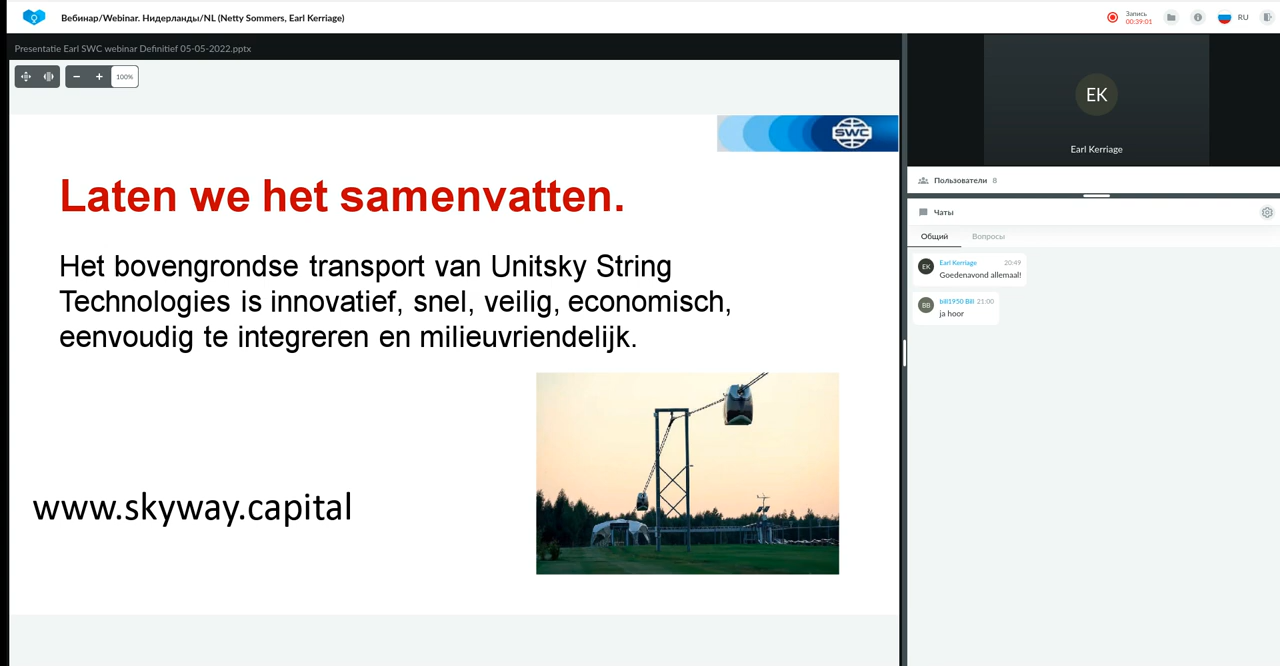 Вебинар/Webinar. Нидерланды/NL (Netty Sommers, Earl Kerriage)
Запись
00:39:01
RU
Presentatie Earl SWC webinar Definitief 05-05-2022.pptx
100%
SWC
Laten we het samenvatten.
Het bovengrondse transport van Unitsky String
Technologies is innovatief, snel, veilig, economisch,
eenvoudig te integreren en milieuvriendelijk.
www.skyway.capital
EK
Earl Kerriage
Пользователи 8
Чаты
Общий Вопросы
EK
Earl Kerriage 20:49
Goedenavond allemaal!
BB
bill1950 Bill 21:00
ja hoor